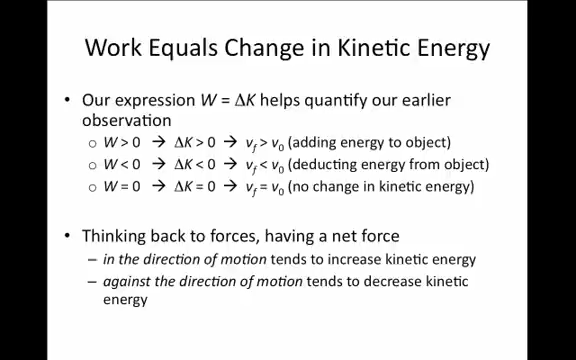 Work Equals Change in Kinetic Energy
• Our expression W = ΔK helps quantify our earlier
observation
o W > 0 → ΔK > 0 → vf > v0 (adding energy to object)
o W < 0 → ΔK < 0 → vf < v0 (deducting energy from object)
o W = 0 → ΔK = 0 → vf = v0 (no change in kinetic energy)
• Thinking back to forces, having a net force
– in the direction of motion tends to increase kinetic energy
– against the direction of motion tends to decrease kinetic
energy